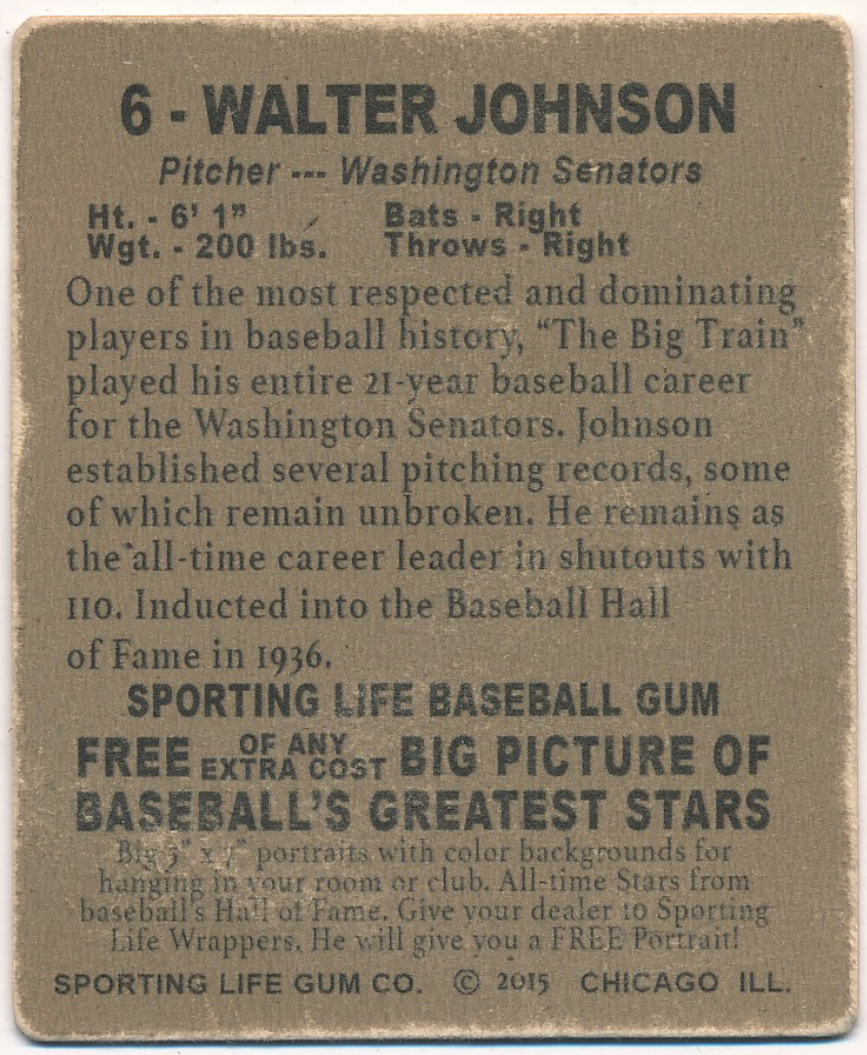 6 - WALTER JOHNSON
Pitcher --- Washington Senators
Ht. - 6' 1" Bats - Right
Wgt. - 200 lbs. Throws - Right
One of the most respected and dominating
players in baseball history, “The Big Train”
played his entire 21-year baseball career
for the Washington Senators. Johnson
established several pitching records, some
of which remain unbroken. He remains as
the all-time career leader in shutouts with
110. Inducted into the Baseball Hall
of Fame in 1936.
SPORTING LIFE BASEBALL GUM
FREE OF ANY EXTRA COST BIG PICTURE OF
BASEBALL'S GREATEST STARS
Big 3" x 7" portraits with color backgrounds for
hanging in your room or club. All-time Stars from
baseball's Hall of Fame. Give your dealer 10 Sporting
Life Wrappers. He will give you a FREE Portrait!
SPORTING LIFE GUM CO. © 2015 CHICAGO ILL.